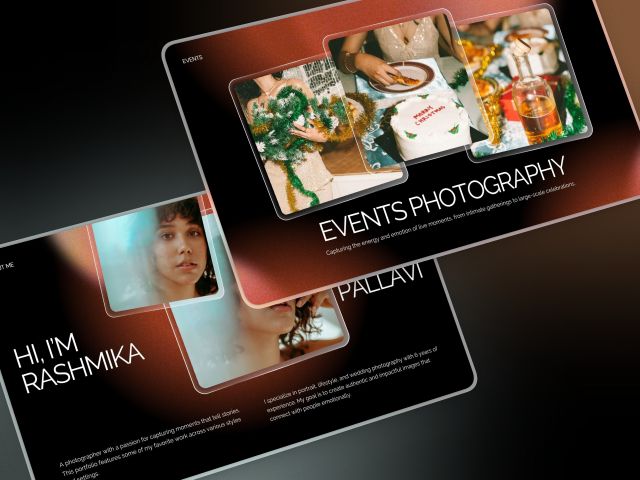 EVENTS
MERRY
CHRISTMAS
EVENTS PHOTOGRAPHY
Capturing the energy and emotion of live moments, from intimate gatherings to large-scale celebrations.
ME
HI, I'M
RASHMIKA
PALLAVI
A photographer with a passion for capturing moments that tell stories
This portfolio features some of my favorite work across various styles
settings.
I specialize in portrait, lifestyle, and wedding photography with 6 years of
experience. My goal is to create authentic and impactful images that
connect with people emotionally.